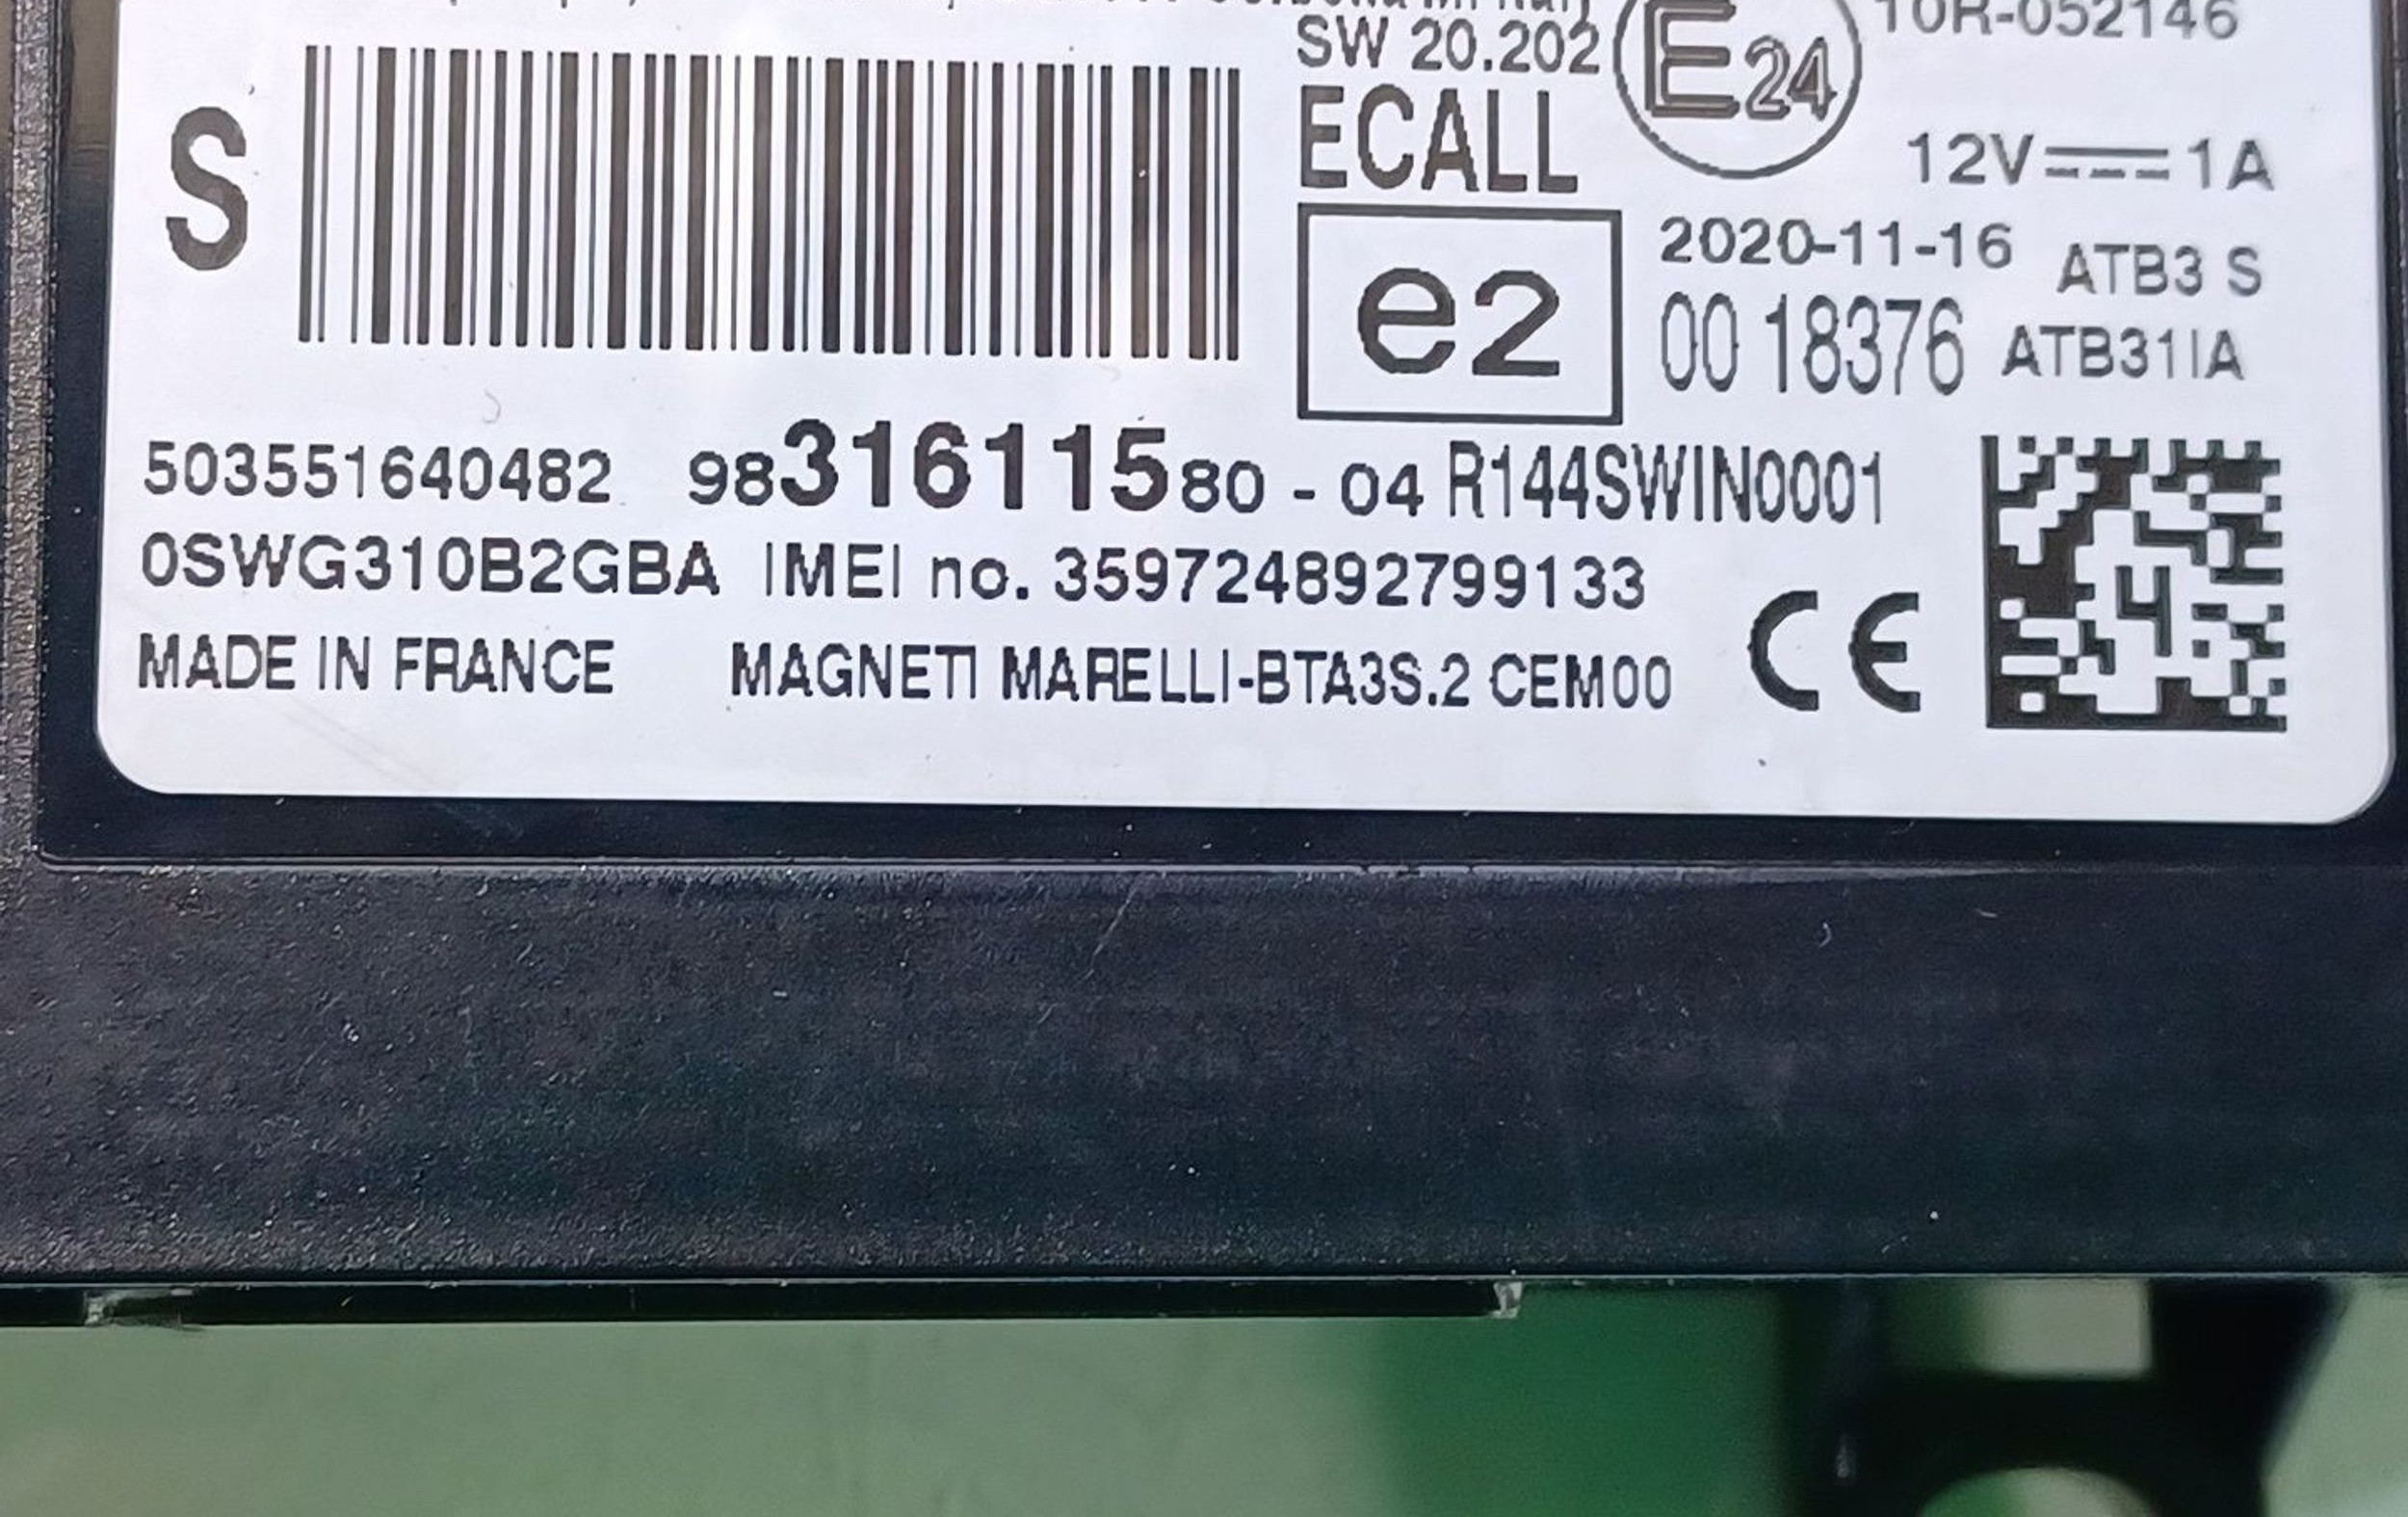 SW 20.202
E24
10R-052146
ECALL
12V 1A
S
2020-11-16
ATB3 S
e2
00 18376
ATB31IA
503551640482 9831611580 - 04 R144SWIN0001
0SWG310B2GBA IMEI no. 359724892799133
MADE IN FRANCE MAGNETI MARELLI-BTA3S.2 CEM00
CE
4